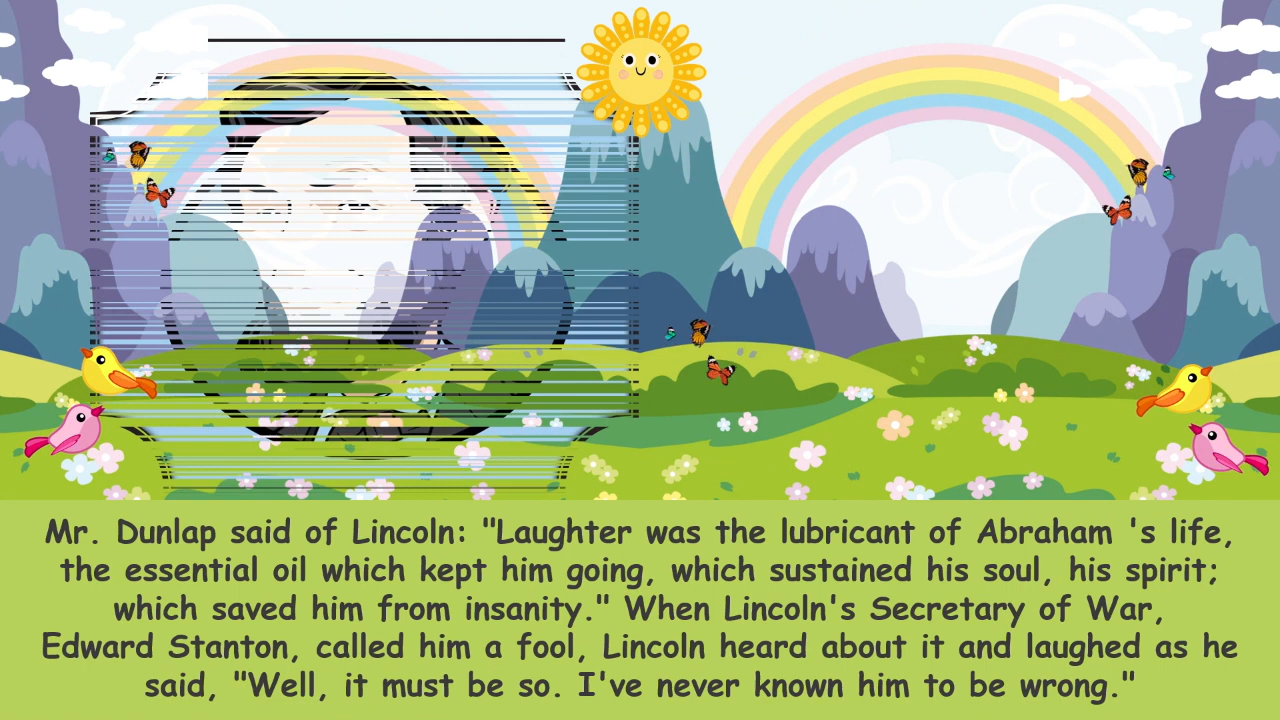 Mr. Dunlap said of Lincoln: "Laughter was the lubricant of Abraham 's life,
the essential oil which kept him going, which sustained his soul, his spirit;
which saved him from insanity." When Lincoln's Secretary of War,
Edward Stanton, called him a fool, Lincoln heard about it and laughed as he
said, "Well, it must be so. I've never known him to be wrong."